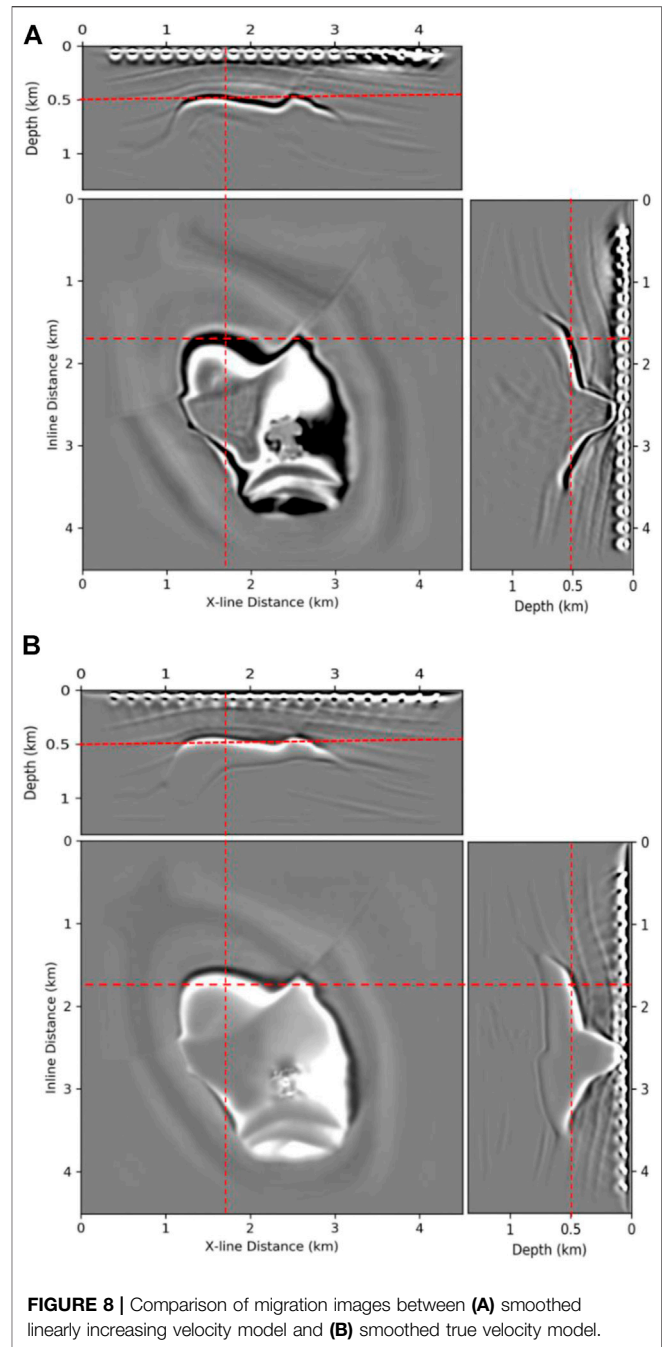 A
0 1 2 3 4
0
0.5
1
Depth (km)
0
1
2
3
4
Inline Distance (km)
0 1 2 3 4
X-line Distance (km)
0
1
2
3
4
1 0.5 0
Depth (km)
B
0 1 2 3 4
0
0.5
1
Depth (km)
0
1
2
3
4
Inline Distance (km)
0 1 2 3 4
X-line Distance (km)
0
1
2
3
4
1 0.5 0
Depth (km)
FIGURE 8 | Comparison of migration images between (A) smoothed
linearly increasing velocity model and (B) smoothed true velocity model.